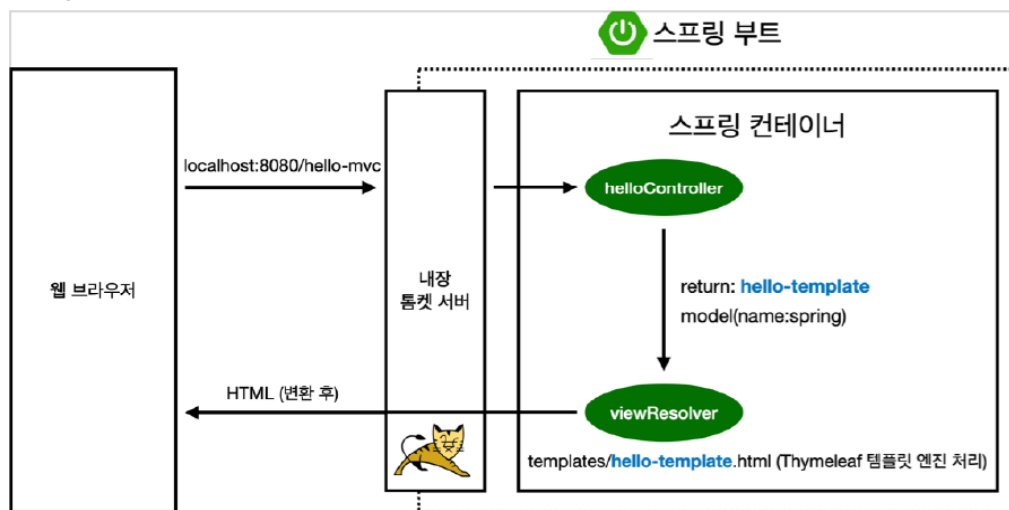 스프링 부트
스프링 컨테이너
localhost:8080/hello-mvc
helloController
웹 브라우저
내장
톰켓 서버
return: hello-template
model(name:spring)
HTML (변환 후)
viewResolver
templates/hello-template.html (Thymeleaf 템플릿 엔진 처리)